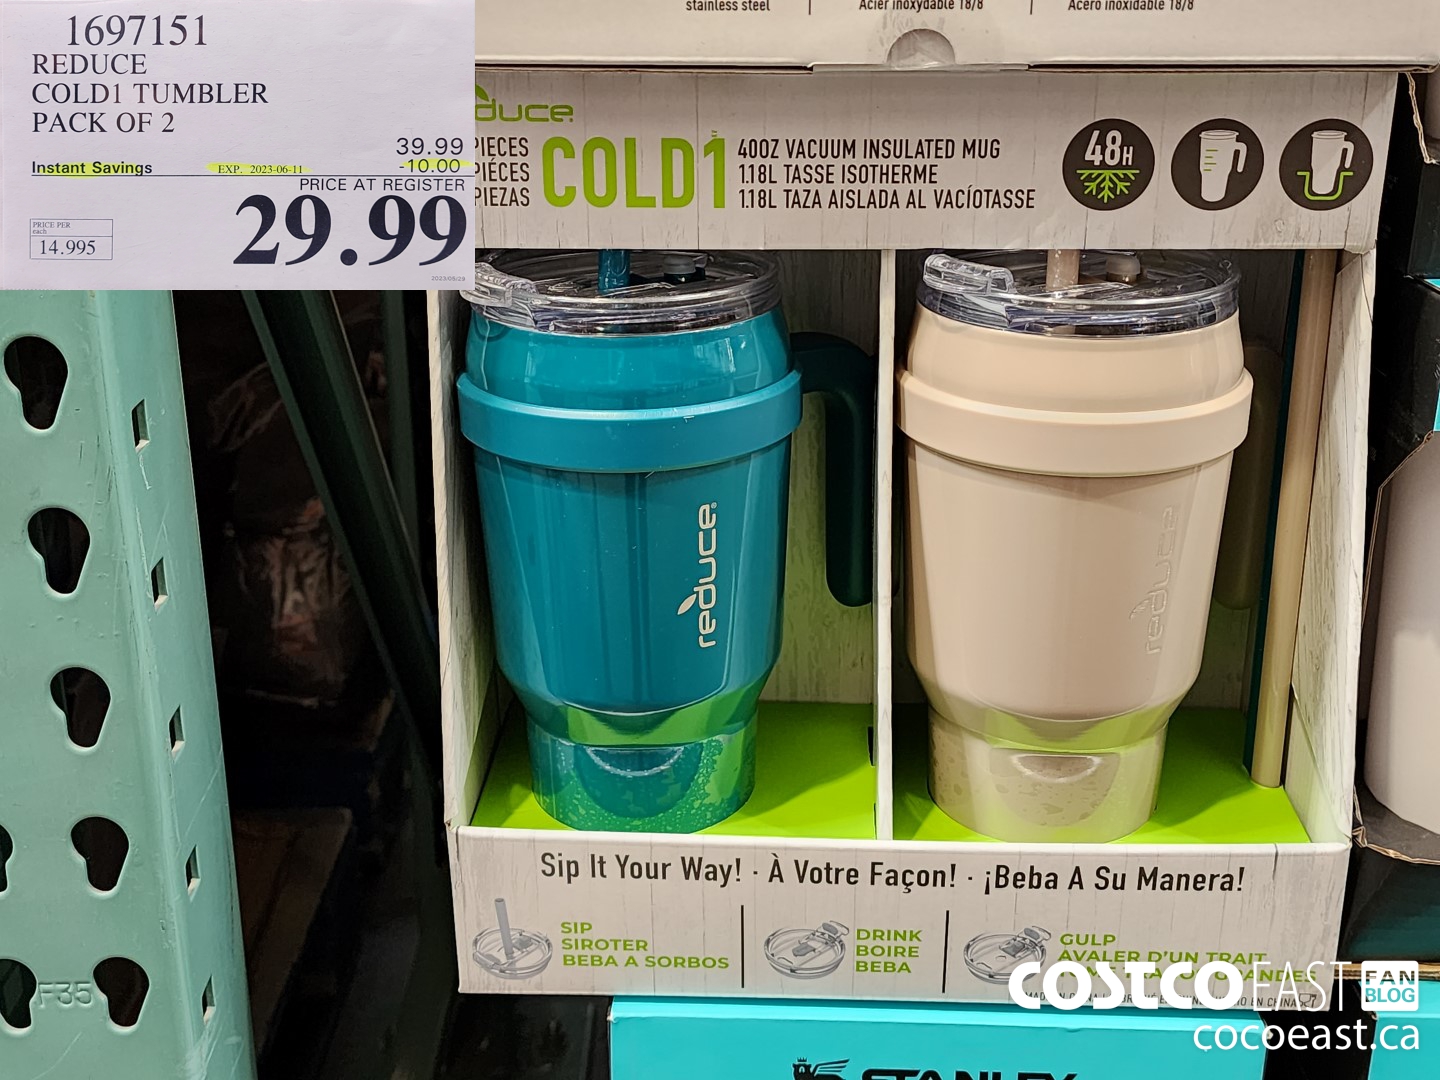 1697151
REDUCE
COLD1 TUMBLER
PACK OF 2
39.99
Instant Savings
EXP. 2023-06-11
-10.00
PRICE AT REGISTER
29.99
PRICE PER
each
14.995
2023/05/29
stainless steel
Acier inoxydable 18/8
Acero inoxidable 18/8
duce
PIECES
PIÉCES
PIEZAS
COLD1
40OZ VACUUM INSULATED MUG
1.18L TASSE ISOTHERME
1.18L TAZA AISLADA AL VACÍOTASSE
48H
reduce
reduce
Sip It Your Way! · À Votre Façon! · ¡Beba A Su Manera!
SIP
SIROTER
BEBA A SORBOS
DRINK
BOIRE
BEBA
GULP
AVALER D'UN TRAIT
F35
COSTCO EAST FAN BLOG
cocoeast.ca
STANLEY